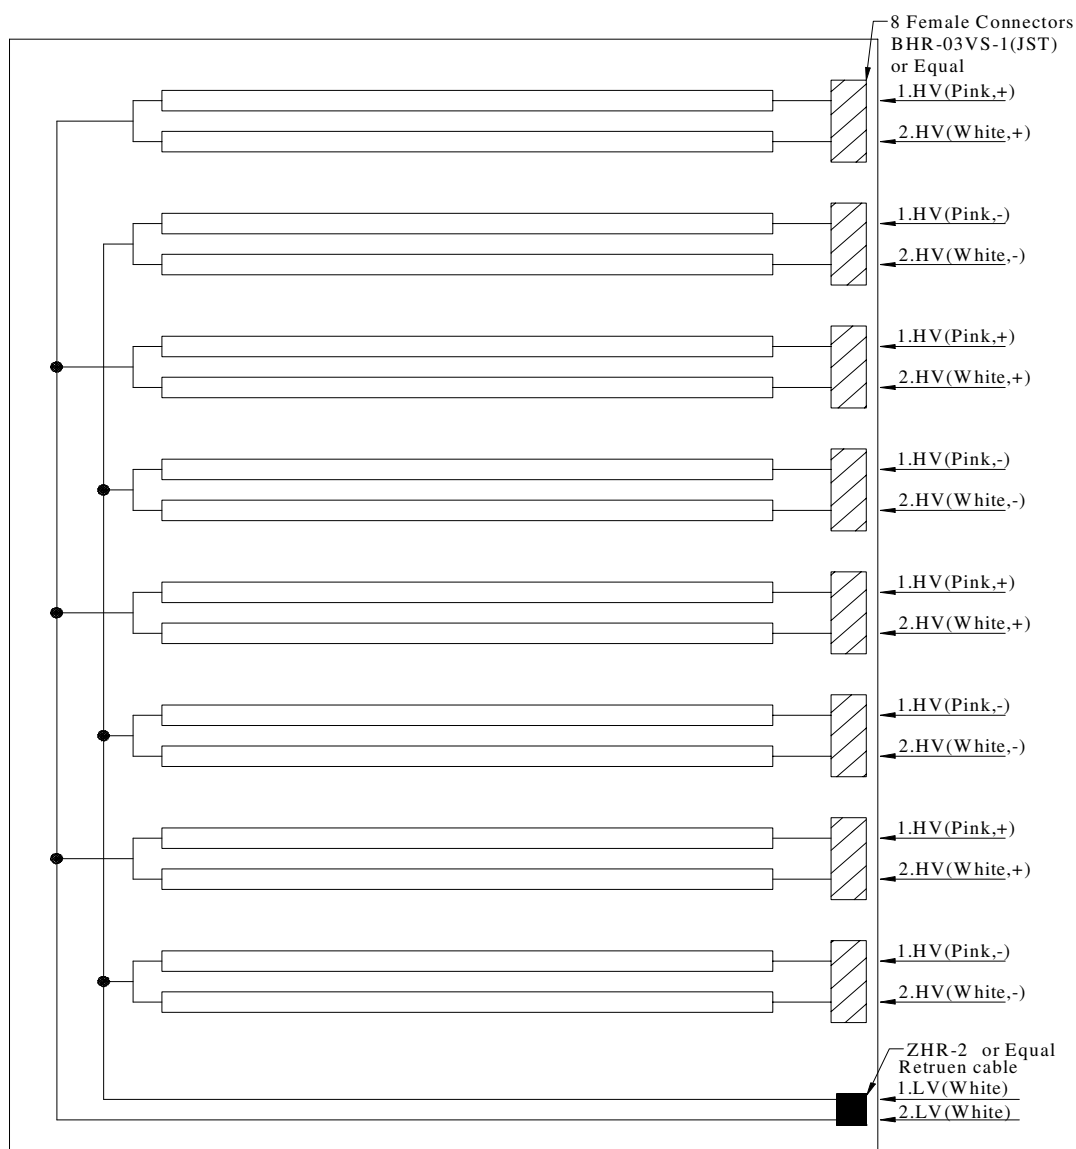 8 Female Connectors
BHR-03VS-1(JST)
or Equal
1.HV(Pink,+)
2.HV(White,+)
1.HV(Pink,-)
2.HV(White,-)
1.HV(Pink,+)
2.HV(White,+)
1.HV(Pink,-)
2.HV(White,-)
1.HV(Pink,+)
2.HV(White,+)
1.HV(Pink,-)
2.HV(White,-)
1.HV(Pink,+)
2.HV(White,+)
1.HV(Pink,-)
2.HV(White,-)
ZHR-2 or Equal
Retruen cable
1.LV(White)
2.LV(White)